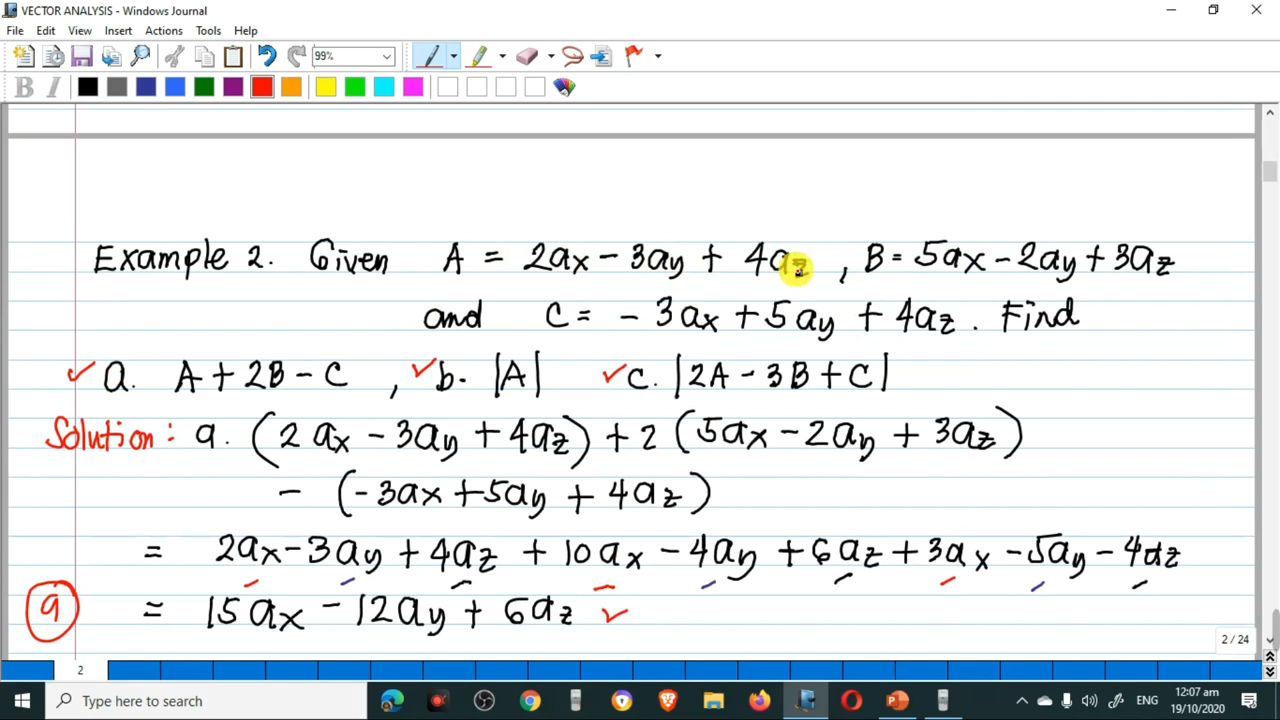 VECTOR ANALYSIS - Windows Journal
File Edit View Insert Actions Tools Help
99%
B I
Example 2. Given A = 2ax - 3ay + 4az , B = 5ax - 2ay + 3az
and C = - 3ax + 5ay + 4az . Find
✓ a. A + 2B - C , ✓ b. |A| ✓ c. |2A - 3B + C|
Solution : a. (2ax - 3ay + 4az) + 2 (5ax - 2ay + 3az)
- (-3ax + 5ay + 4az)
= 2ax - 3ay + 4az + 10ax - 4ay + 6az + 3ax - 5ay - 4az
a = 15ax - 12ay + 6az ✓
2 / 24
2
Type here to search
ENG
12:07 am
19/10/2020